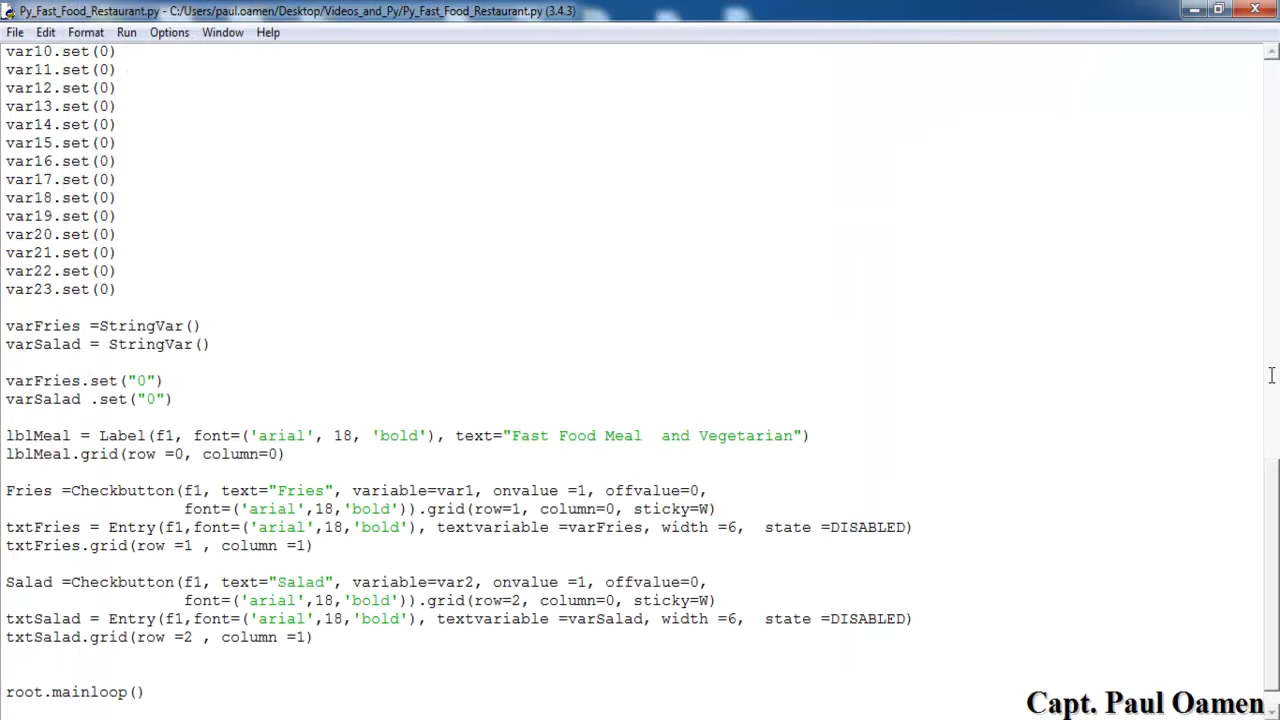 Py_Fast_Food_Restaurant.py - C:/Users/paul.oamen/Desktop/Videos_and_Py/Py_Fast_Food_Restaurant.py (3.4.3)
File Edit Format Run Options Window Help
var10.set(0)
var11.set(0)
var12.set(0)
var13.set(0)
var14.set(0)
var15.set(0)
var16.set(0)
var17.set(0)
var18.set(0)
var19.set(0)
var20.set(0)
var21.set(0)
var22.set(0)
var23.set(0)
varFries =StringVar()
varSalad = StringVar()
varFries.set("0")
varSalad .set("0")
lblMeal = Label(f1, font=('arial', 18, 'bold'), text="Fast Food Meal  and Vegetarian")
lblMeal.grid(row =0, column=0)
Fries =Checkbutton(f1, text="Fries", variable=var1, onvalue =1, offvalue=0,
                   font=('arial',18,'bold')).grid(row=1, column=0, sticky=W)
txtFries = Entry(f1,font=('arial',18,'bold'), textvariable =varFries, width =6,  state =DISABLED)
txtFries.grid(row =1 , column =1)
Salad =Checkbutton(f1, text="Salad", variable=var2, onvalue =1, offvalue=0,
                   font=('arial',18,'bold')).grid(row=2, column=0, sticky=W)
txtSalad = Entry(f1,font=('arial',18,'bold'), textvariable =varSalad, width =6,  state =DISABLED)
txtSalad.grid(row =2 , column =1)
root.mainloop()
Capt. Paul Oamen